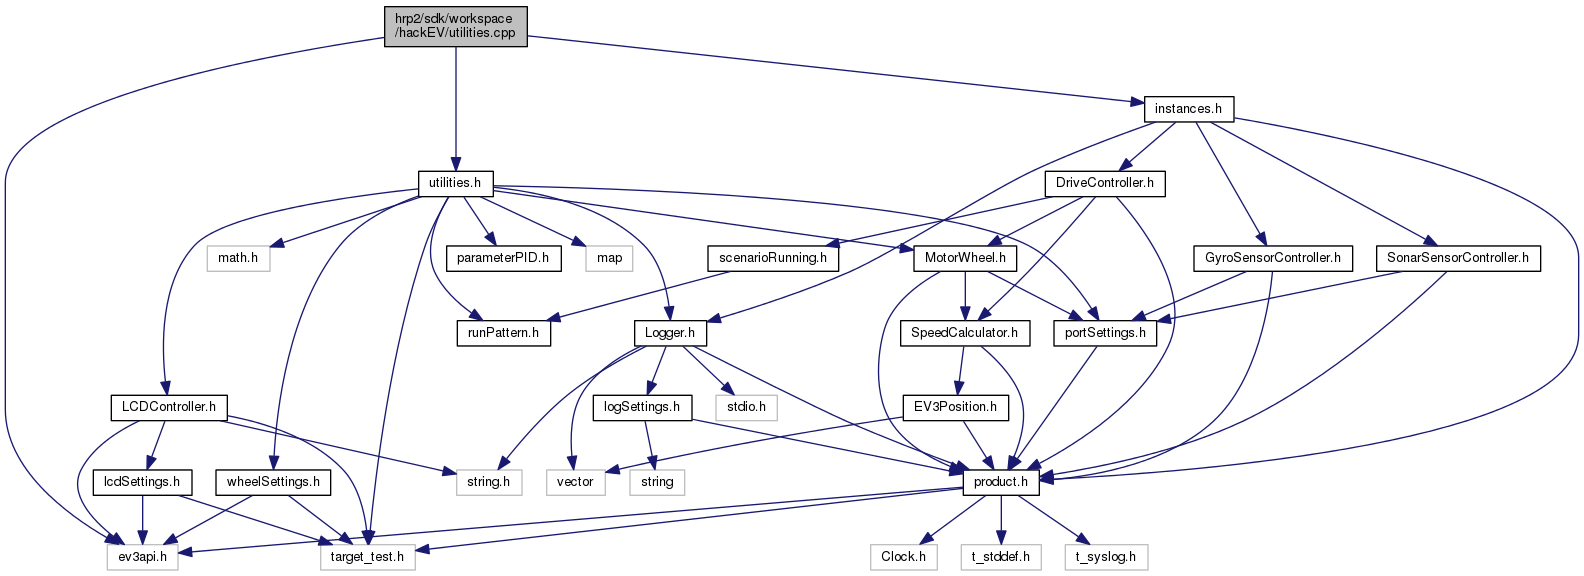 hrp2/sdk/workspace
/hackEV/utilities.cpp
instances.h
utilities.h
DriveController.h
math.h
parameterPID.h
map
scenarioRunning.h
MotorWheel.h
GyroSensorController.h
SonarSensorController.h
runPattern.h
Logger.h
SpeedCalculator.h
portSettings.h
LCDController.h
logSettings.h
stdio.h
EV3Position.h
lcdSettings.h
wheelSettings.h
string.h
vector
string
product.h
ev3api.h
target_test.h
Clock.h
t_stddef.h
t_syslog.h